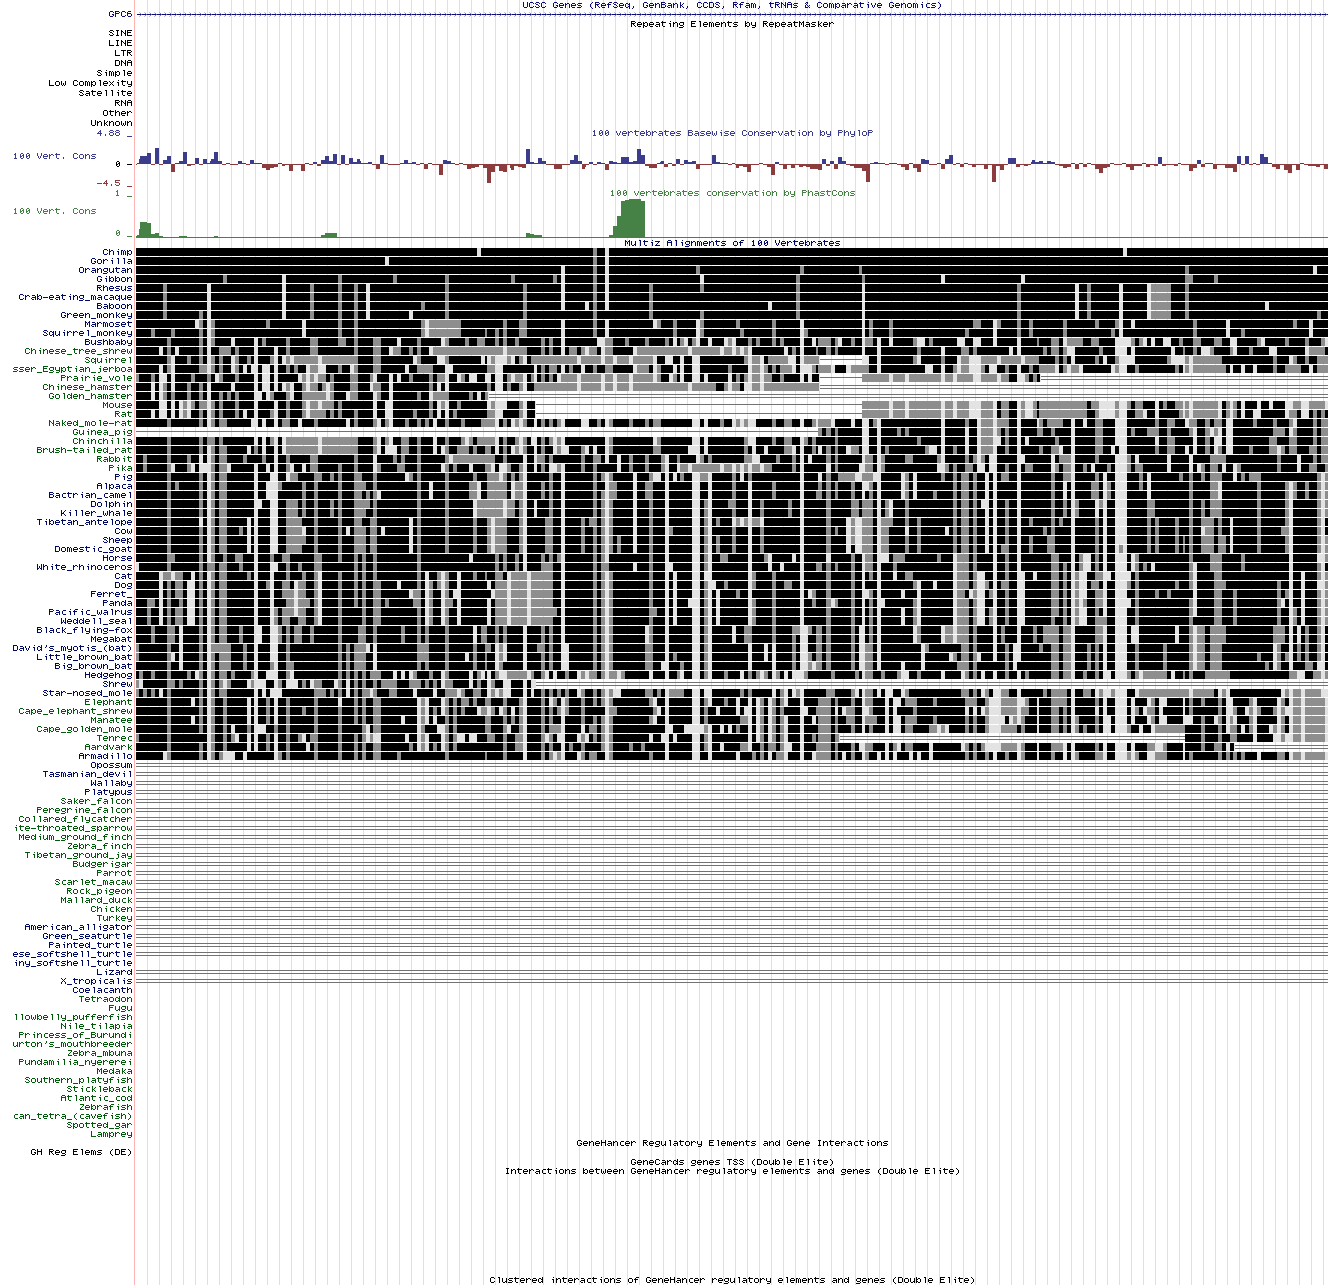 UCSC Genes (RefSeq, GenBank, CCDS, Rfam, tRNAs & Comparative Genomics)
GPC6
Repeating Elements by RepeatMasker
SINE
LINE
LTR
DNA
Simple
Low Complexity
Satellite
RNA
Other
Unknown
4.88 _
100 vertebrates Basewise Conservation by PhyloP
100 Vert. Cons
0 _
-4.5 _
1 _
100 vertebrates conservation by PhastCons
100 Vert. Cons
0 _
Multiz Alignments of 100 Vertebrates
Chimp
Gorilla
Orangutan
Gibbon
Rhesus
Crab-eating_macaque
Baboon
Green_monkey
Marmoset
Squirrel_monkey
Bushbaby
Chinese_tree_shrew
Squirrel
sser_Egyptian_jerboa
Prairie_vole
Chinese_hamster
Golden_hamster
Mouse
Rat
Naked_mole-rat
Guinea_pig
Chinchilla
Brush-tailed_rat
Rabbit
Pika
Pig
Alpaca
Bactrian_camel
Dolphin
Killer_whale
Tibetan_antelope
Cow
Sheep
Domestic_goat
Horse
White_rhinoceros
Cat
Dog
Ferret_
Panda
Pacific_walrus
Weddell_seal
Black_flying-fox
Megabat
David's_myotis_(bat)
Little_brown_bat
Big_brown_bat
Hedgehog
Shrew
Star-nosed_mole
Elephant
Cape_elephant_shrew
Manatee
Cape_golden_mole
Tenrec
Aardvark
Armadillo
Opossum
Tasmanian_devil
Wallaby
Platypus
Saker_falcon
Peregrine_falcon
Collared_flycatcher
ite-throated_sparrow
Medium_ground_finch
Zebra_finch
Tibetan_ground_jay
Budgerigar
Parrot
Scarlet_macaw
Rock_pigeon
Mallard_duck
Chicken
Turkey
American_alligator
Green_seaturtle
Painted_turtle
ese_softshell_turtle
iny_softshell_turtle
Lizard
X_tropicalis
Coelacanth
Tetraodon
Fugu
llowbelly_pufferfish
Nile_tilapia
Princess_of_Burundi
urton's_mouthbreeder
Zebra_mbuna
Pundamilia_nyererei
Medaka
Southern_platyfish
Stickleback
Atlantic_cod
Zebrafish
can_tetra_(cavefish)
Spotted_gar
Lamprey
GeneHancer Regulatory Elements and Gene Interactions
GH Reg Elems (DE)
GeneCards genes TSS (Double Elite)
Interactions between GeneHancer regulatory elements and genes (Double Elite)
Clustered interactions of GeneHancer regulatory elements and genes (Double Elite)